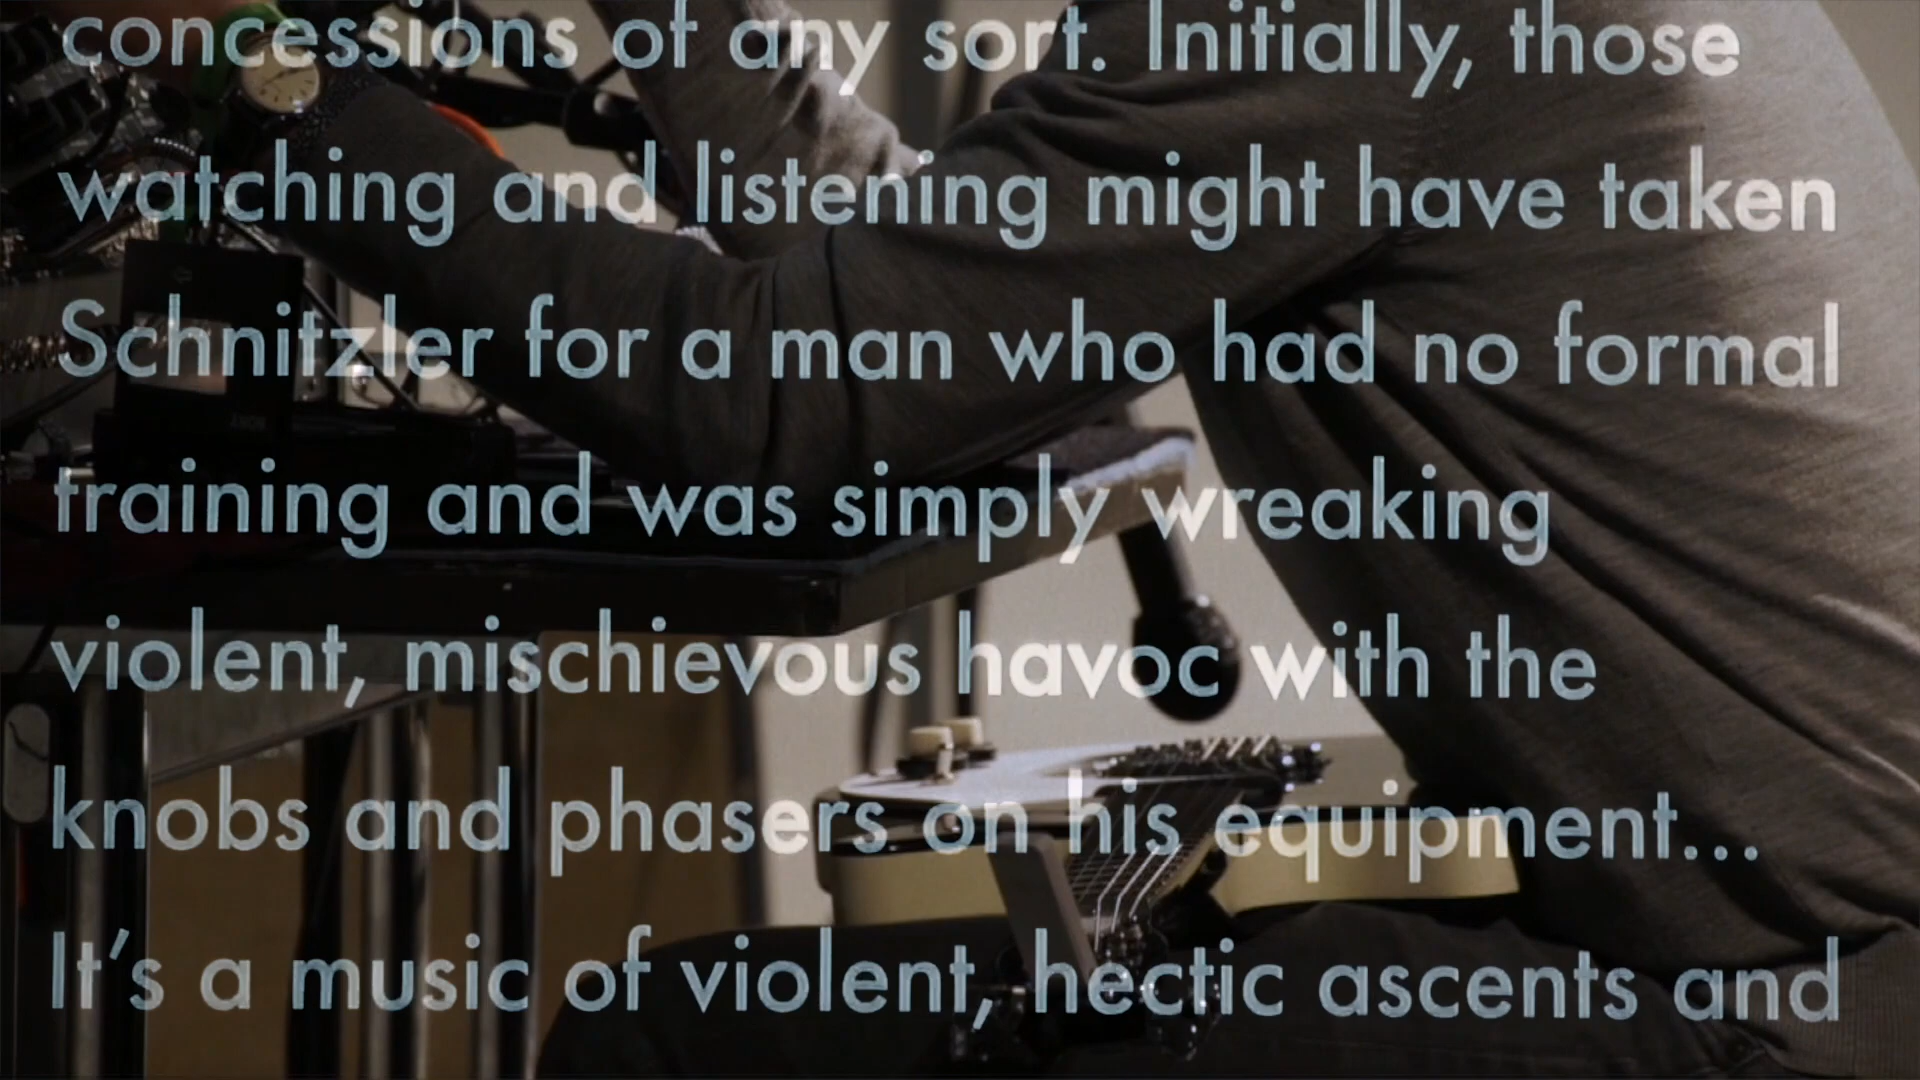 concessions of any sort. Initially, those
watching and listening might have taken
Schnitzler for a man who had no formal
training and was simply wreaking
violent, mischievous havoc with the
knobs and phasers on his equipment...
It's a music of violent, hectic ascents and